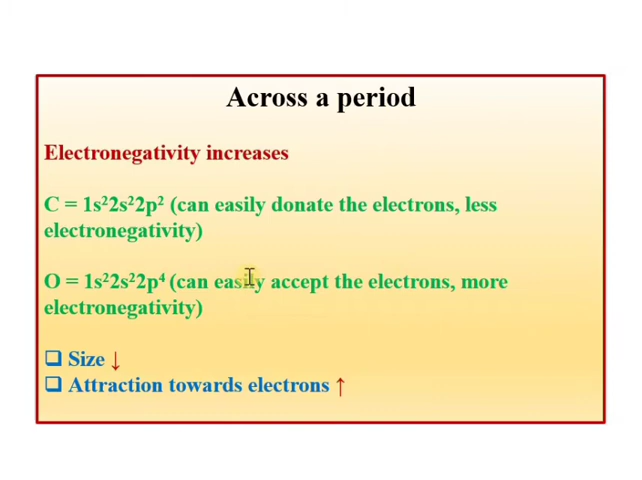 Across a period
Electronegativity increases
C = 1s²2s²2p² (can easily donate the electrons, less
electronegativity)
O = 1s²2s²2p⁴ (can easily accept the electrons, more
electronegativity)
❑ Size ↓
❑ Attraction towards electrons ↑